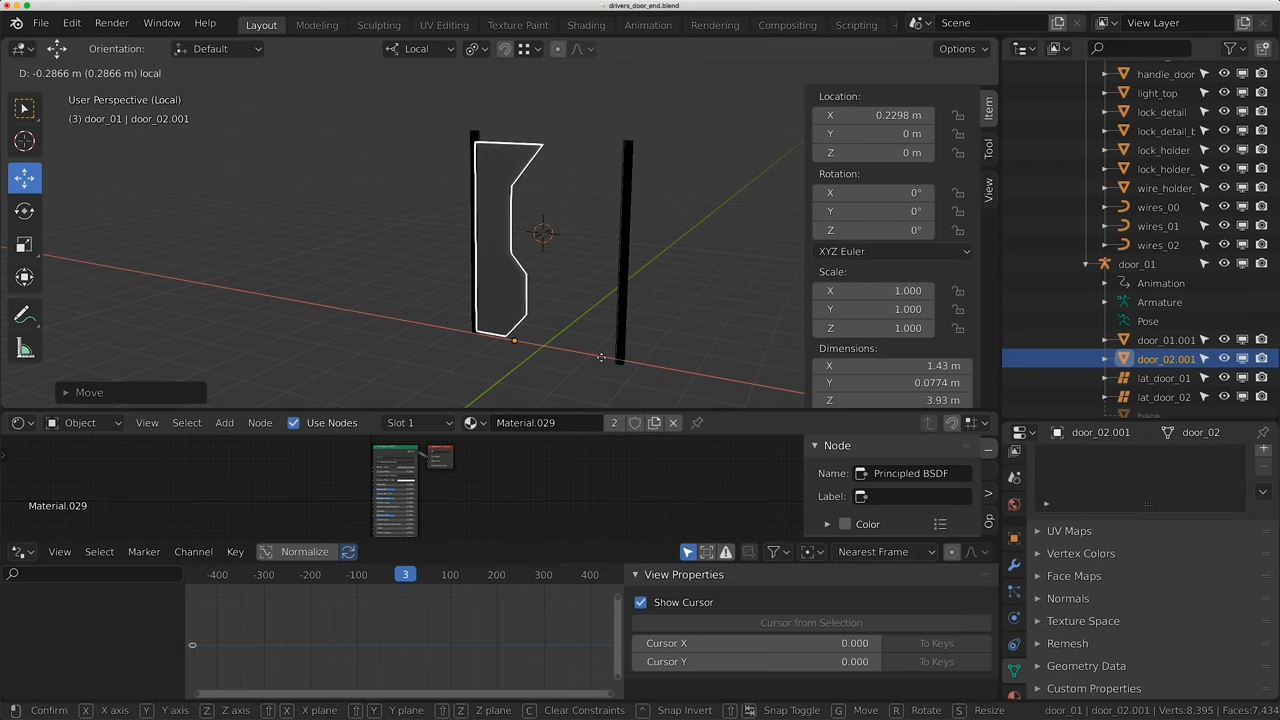 drivers_door_end.blend
File Edit Render Window Help Layout Modeling Sculpting UV Editing Texture Paint Shading Animation Rendering Compositing Scripting Scene View Layer
Orientation: Default Local Options
D: -0.2866 m (0.2866 m) local
User Perspective (Local)
(3) door_01 | door_02.001
Location:
X 0.2298 m
Y 0 m
Z 0 m
Rotation:
X 0°
Y 0°
Z 0°
XYZ Euler
Scale:
X 1.000
Y 1.000
Z 1.000
Dimensions:
X 1.43 m
Y 0.0774 m
Z 3.93 m
Item
Tool
View
handle_door
light_top
lock_detail
lock_detail_b
lock_holder
lock_holder_
wire_holder_
wires_00
wires_01
wires_02
door_01
Animation
Armature
Pose
door_01.001
door_02.001
lat_door_01
lat_door_02
Move
Object View Select Add Node Use Nodes Slot 1 Material.029 2
Material.029
Node
Principaled BSDF
Color
View Select Marker Channel Key Normalize Nearest Frame
-400 -300 -200 -100 3 100 200 300 400
View Properties
Show Cursor
Cursor from Selection
Cursor X 0.000 To Keys
Cursor Y 0.000 To Keys
door_02.001 door_02
UV Maps
Vertex Colors
Face Maps
Normals
Texture Space
Remesh
Geometry Data
Custom Properties
Confirm X X axis Y Y axis Z Z axis X X plane Y Y plane Z Z plane C Clear Constraints Snap Invert Snap Toggle G Move R Rotate S Resize door_01 | door_02.001 | Verts:8,395 | Faces:7,434